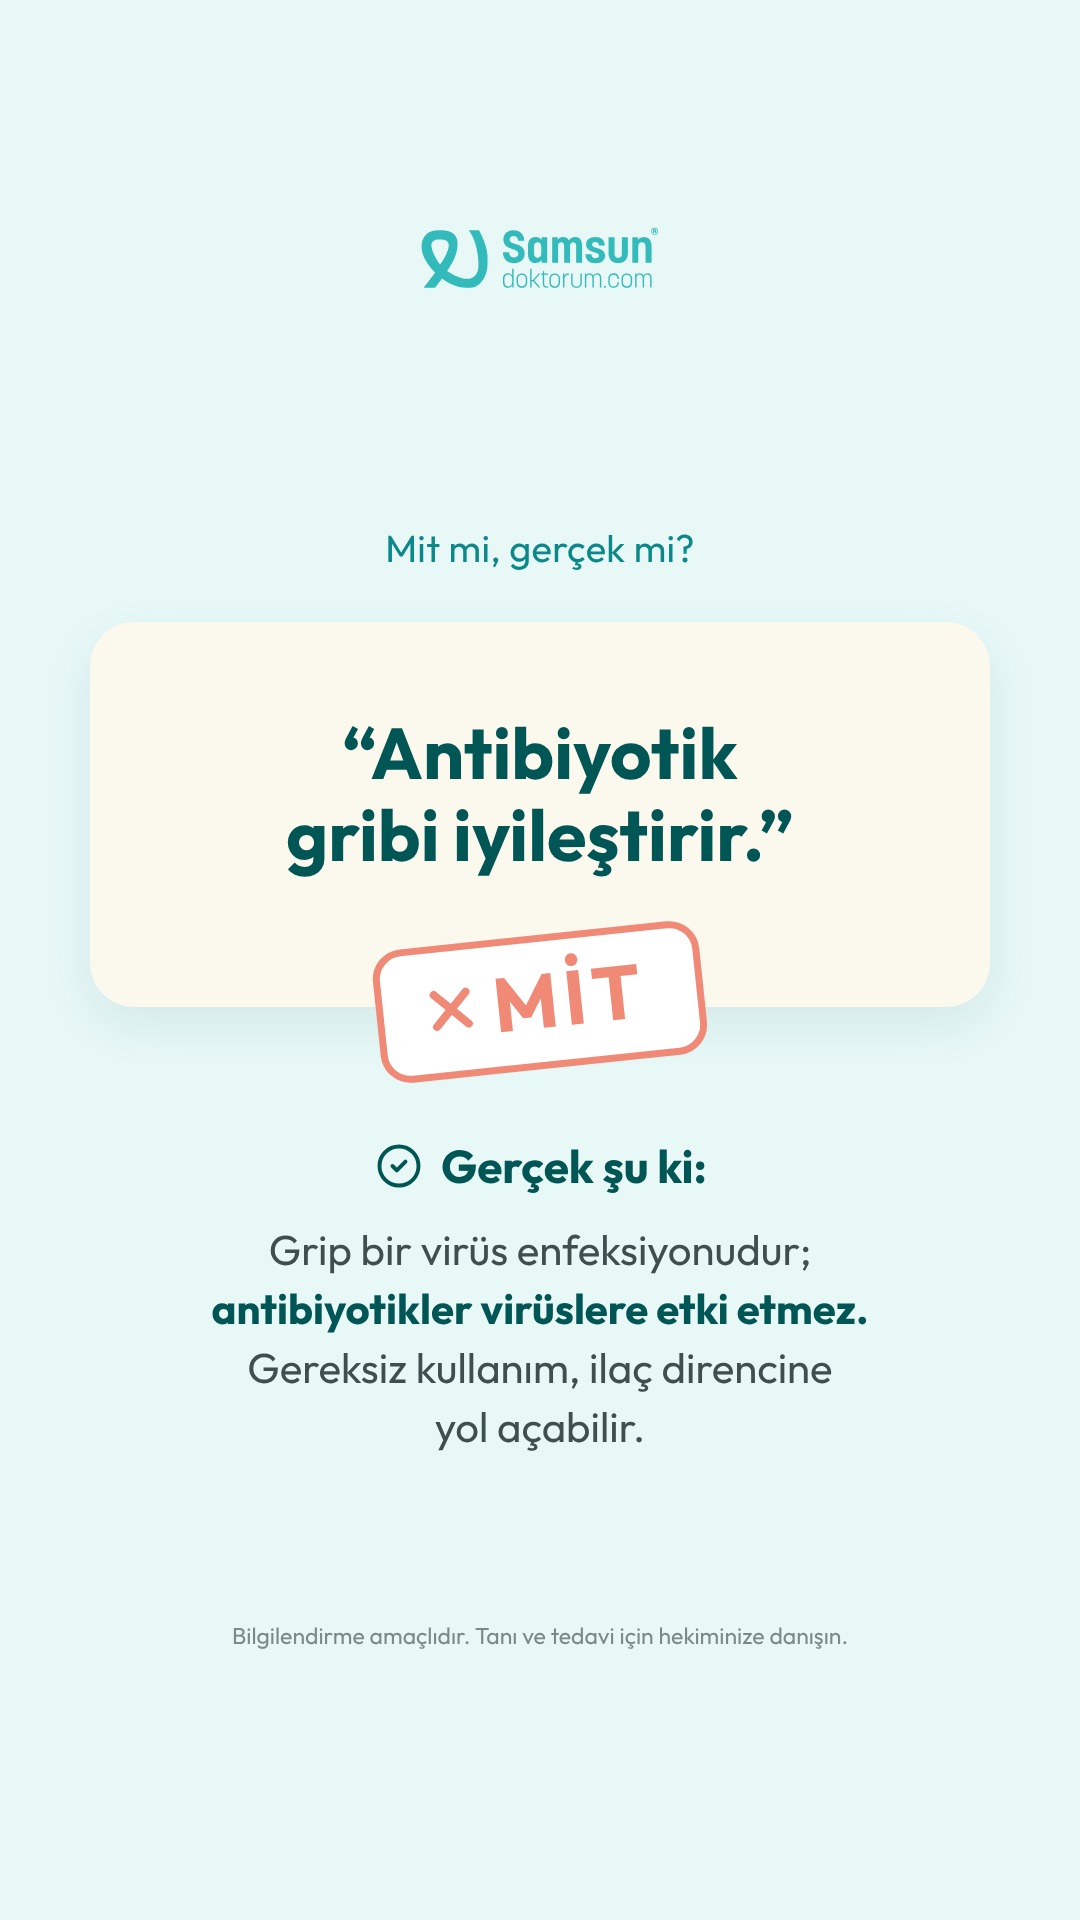 Samsun®
doktorum.com
Mit mi, gerçek mi?
“Antibiyotik
gribi iyileştirir.”
× MİT
Gerçek şu ki:
Grip bir virüs enfeksiyonudur;
antibiyotikler virüslere etki etmez.
Gereksiz kullanım, ilaç direncine
yol açabilir.
Bilgilendirme amaçlıdır. Tanı ve tedavi için hekiminize danışın.